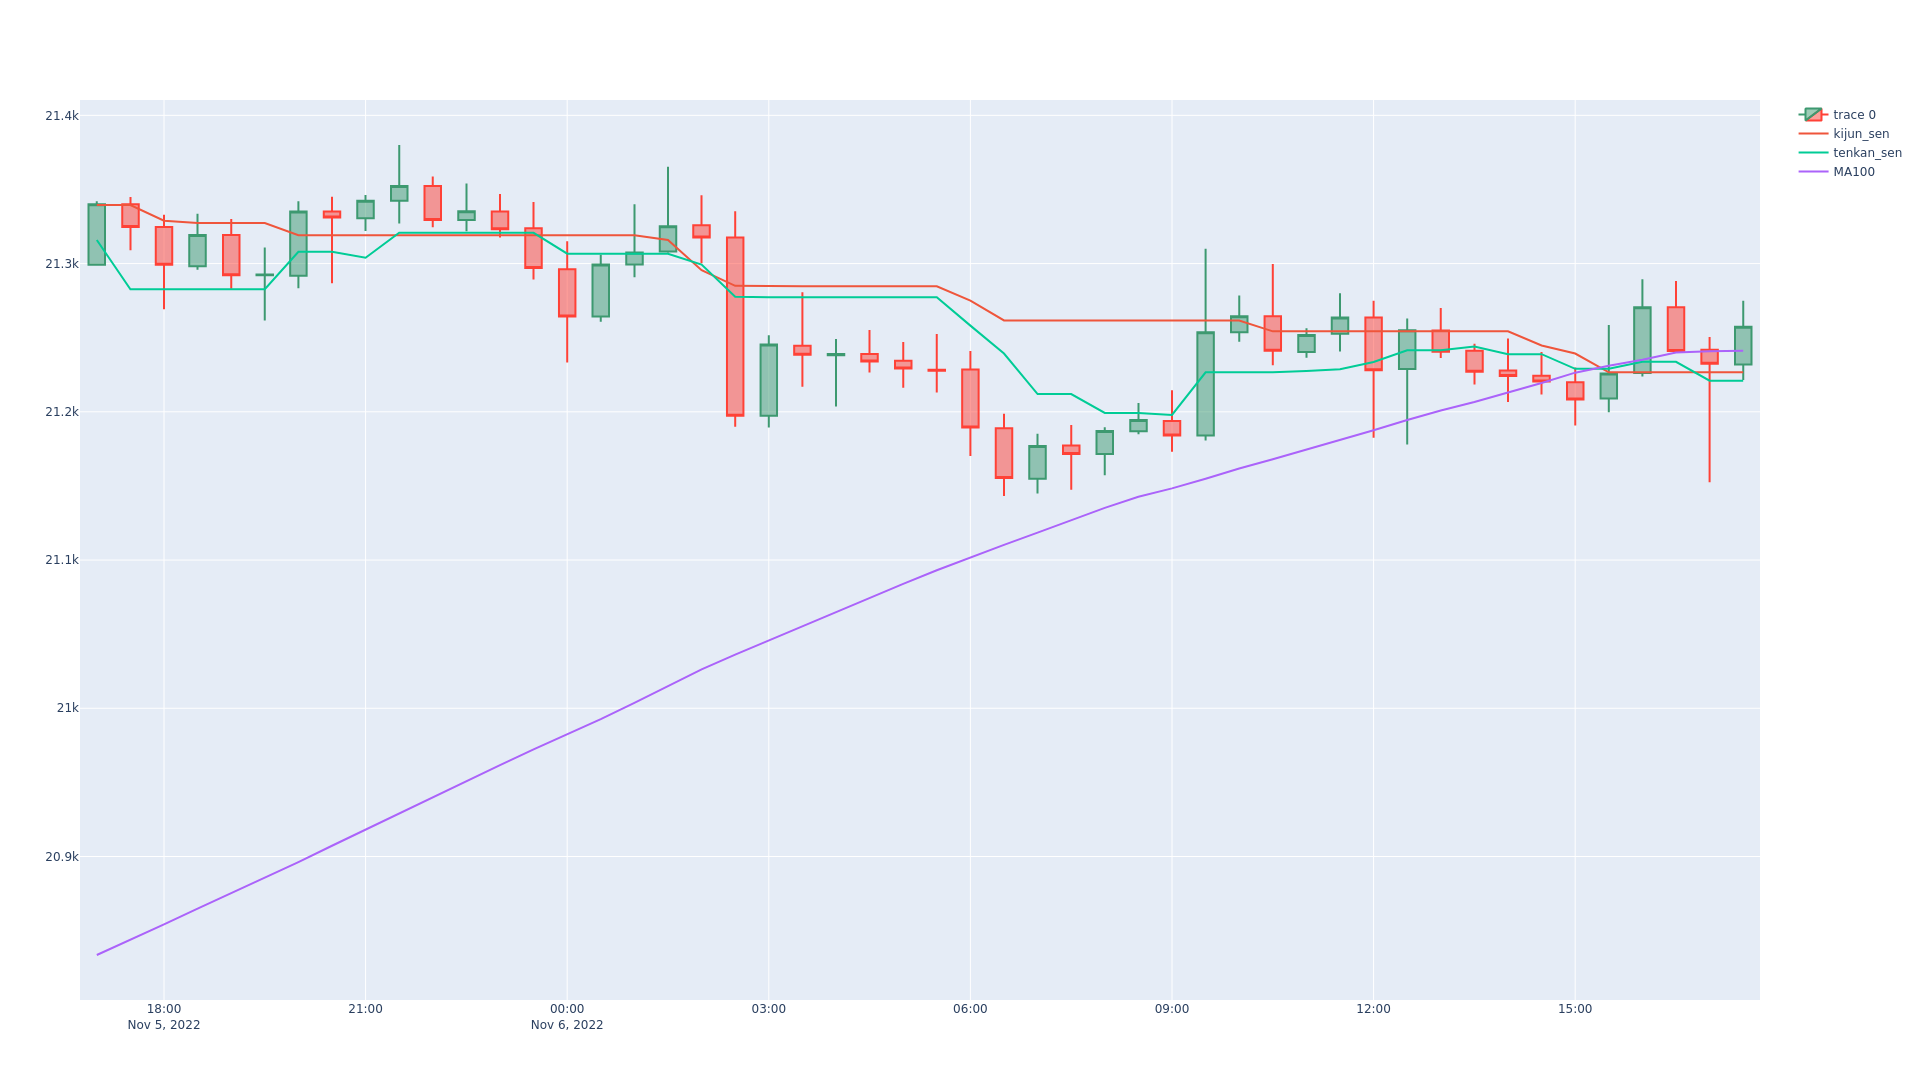 21.4k
21.3k
21.2k
21.1k
21k
20.9k
18:00
Nov 5, 2022
21:00
00:00
Nov 6, 2022
03:00
06:00
09:00
12:00
15:00
trace 0
kijun_sen
tenkan_sen
MA100